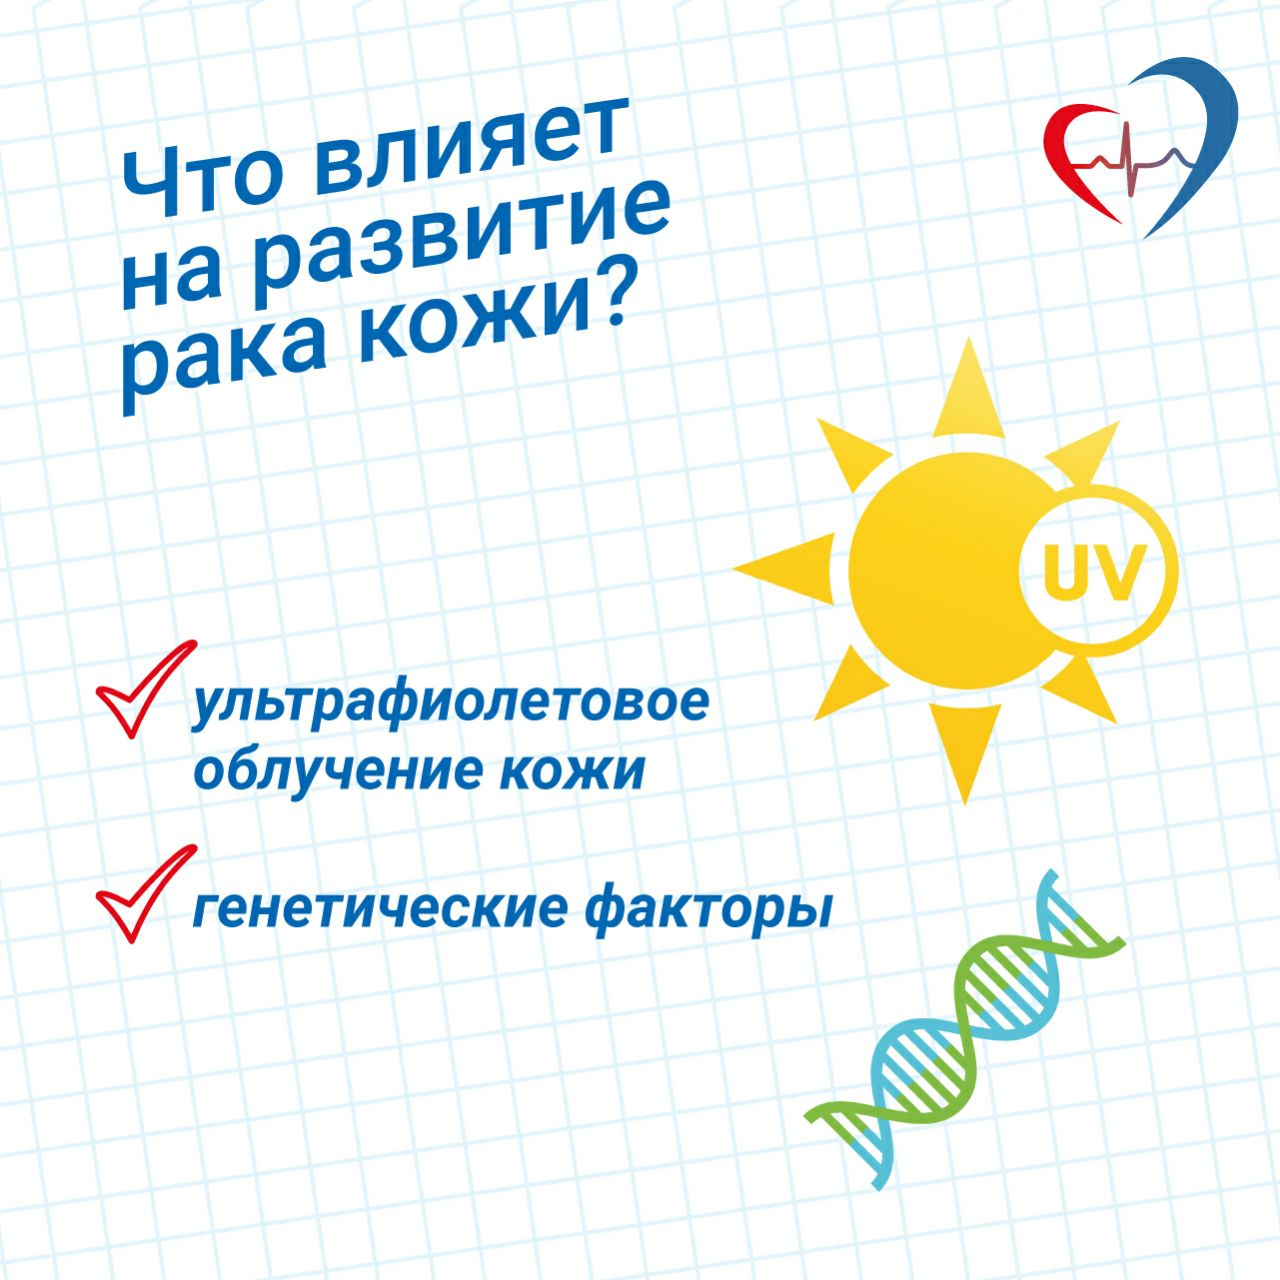 Что влияет
на развитие
рака кожи?
UV
ультрафиолетовое
облучение кожи
генетические факторы